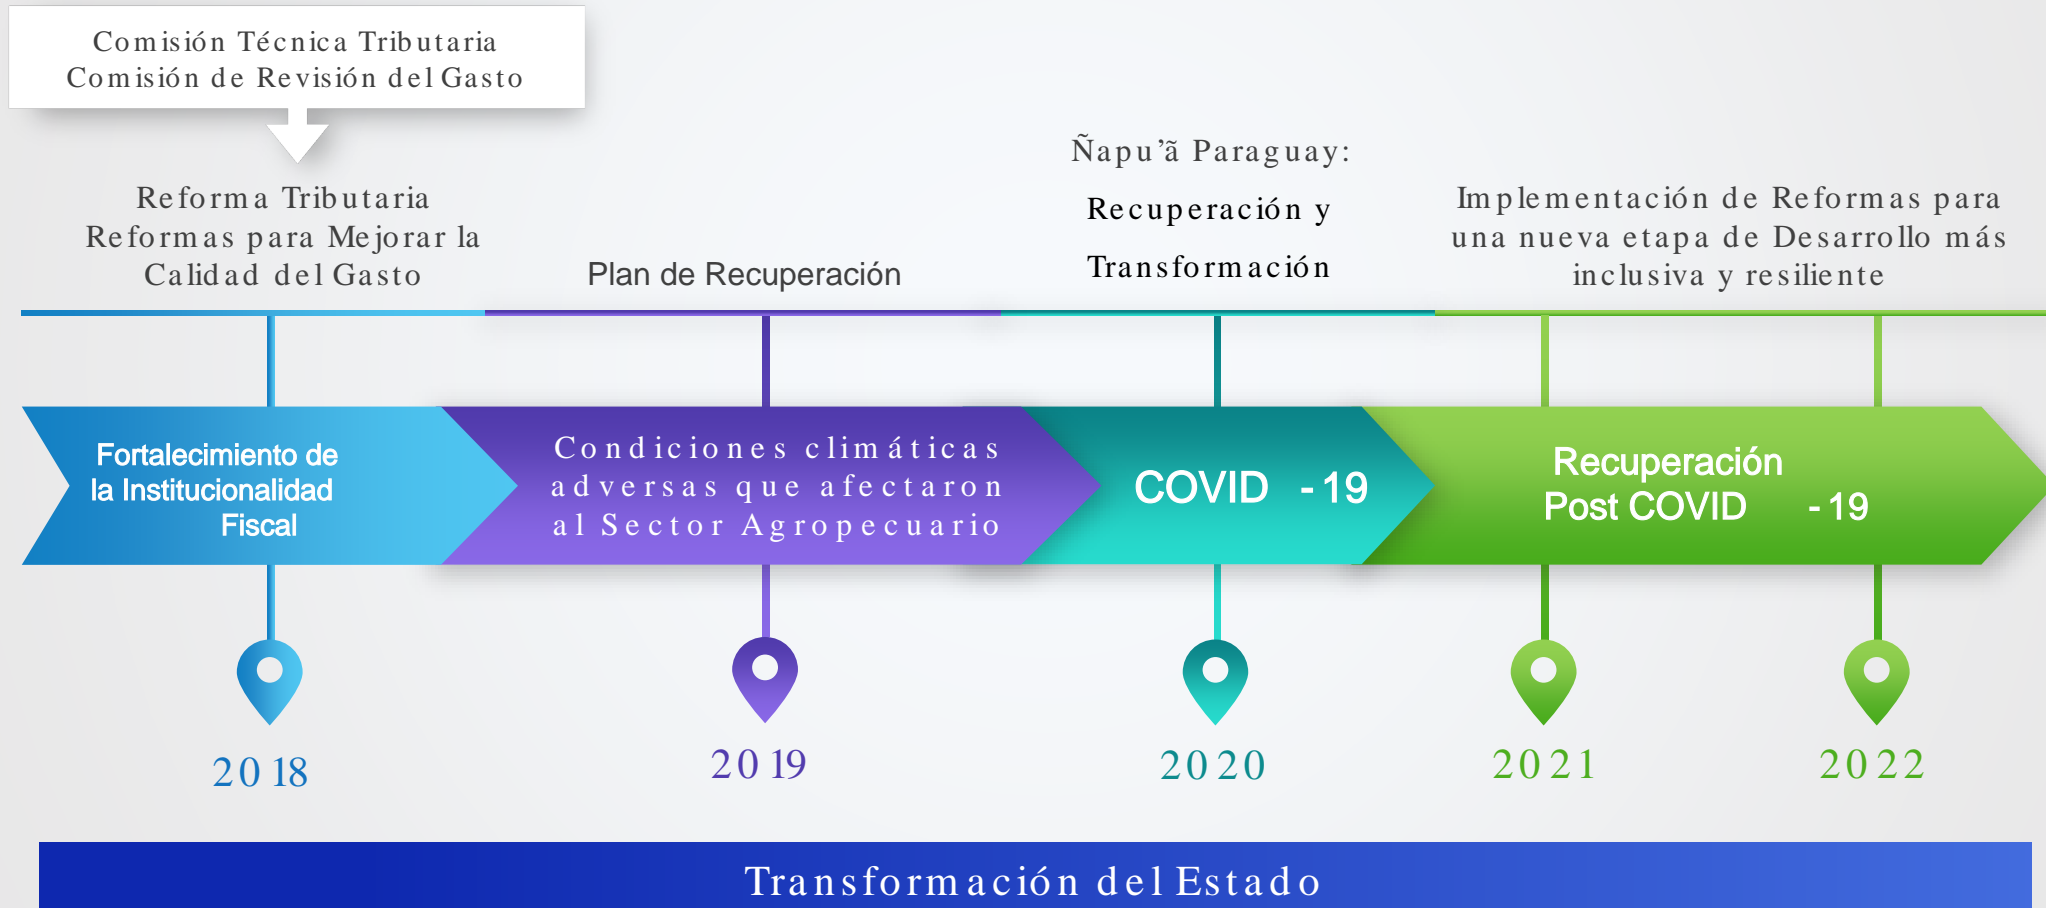 Comisión Técnica Tributaria
Comisión de Revisión del Gasto
Reforma Tributaria
Reformas para Mejorar la
Calidad del Gasto
Plan de Recuperación
Ñapu’ã Paraguay:
Recuperación y
Transformación
Implementación de Reformas para
una nueva etapa de Desarrollo más
inclusiva y resiliente
Fortalecimiento de
la Institucionalidad
Fiscal
Condiciones climáticas
adversas que afectaron
al Sector Agropecuario
COVID -19
Recuperación
Post COVID -19
2018
2019
2020
2021
2022
Transformación del Estado